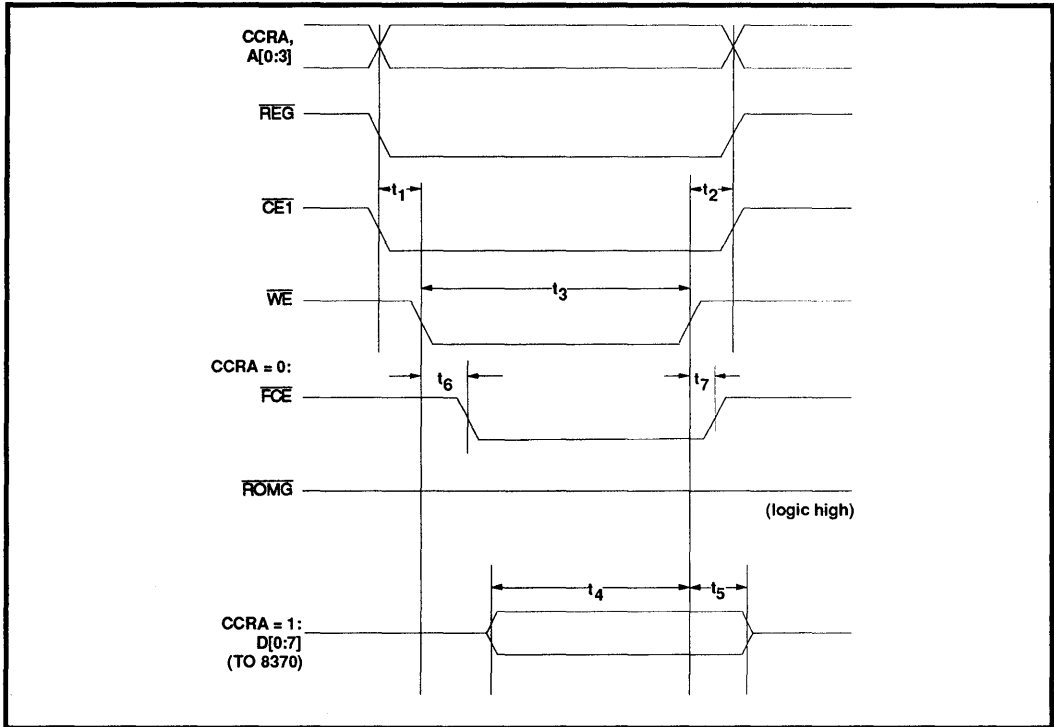 CCRA,
A[0:3]
REG
t1
t2
CE1
t3
WE
CCRA = 0:
t6
t7
FCE
ROMG
(logic high)
t4
t5
CCRA = 1:
D[0:7]
(TO 8370)